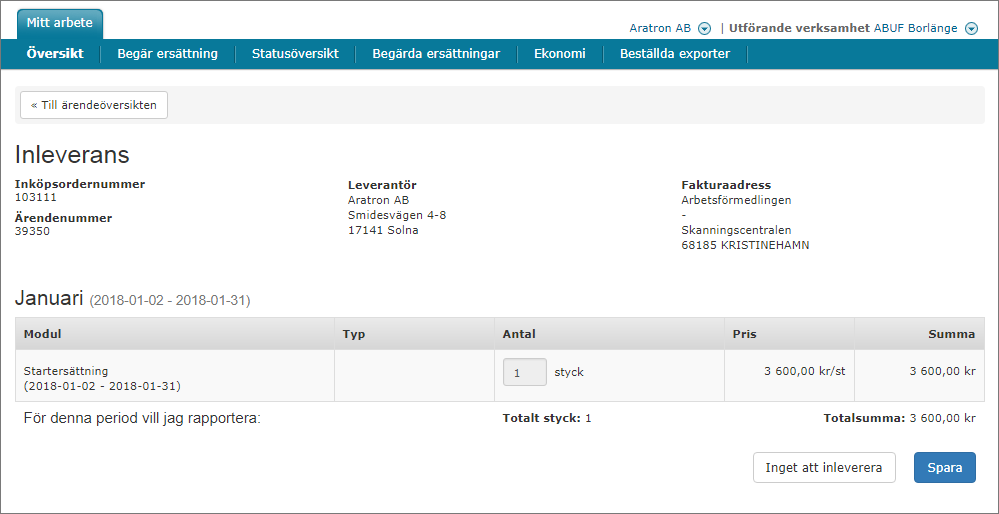 Mitt arbete
Aratron AB | Utförande verksamhet ABUF Borlänge
Översikt Begär ersättning Statusöversikt Begärda ersättningar Ekonomi Beställda exporter
« Till ärendeöversikten
Inleverans
Inköpsordernummer
103111
Ärendenummer
39350
Leverantör
Aratron AB
Smidesvägen 4-8
17141 Solna
Fakturaadress
Arbetsförmedlingen
-
Skanningscentralen
68185 KRISTINEHAMN
Januari (2018-01-02 - 2018-01-31)
Modul Typ Antal Pris Summa
Startersättning 1 styck 3 600,00 kr/st 3 600,00 kr
(2018-01-02 - 2018-01-31)
För denna period vill jag rapportera: Totalt styck: 1 Totalsumma: 3 600,00 kr
Inget att inleverera Spara